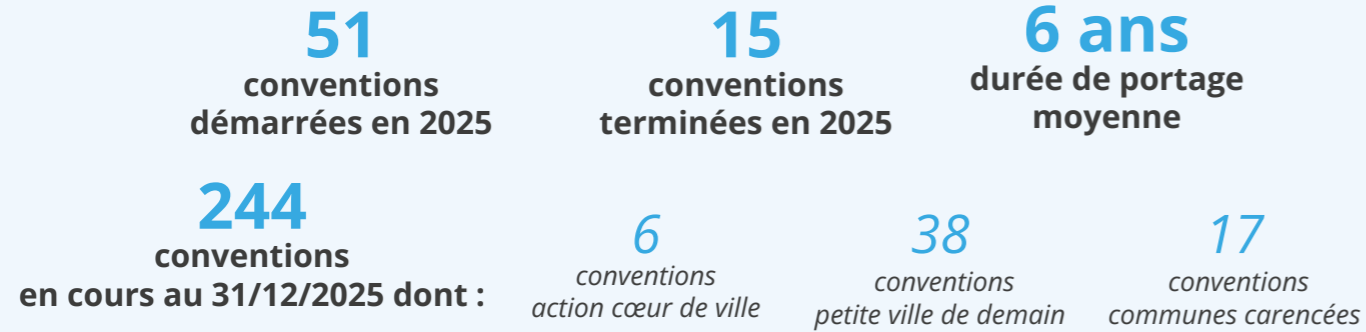 51
conventions
démarrées en 2025
15
conventions
terminées en 2025
6 ans
durée de portage
moyenne
244
conventions
en cours au 31/12/2025 dont :
6
conventions
action cœur de ville
38
conventions
petite ville de demain
17
conventions
communes carencées